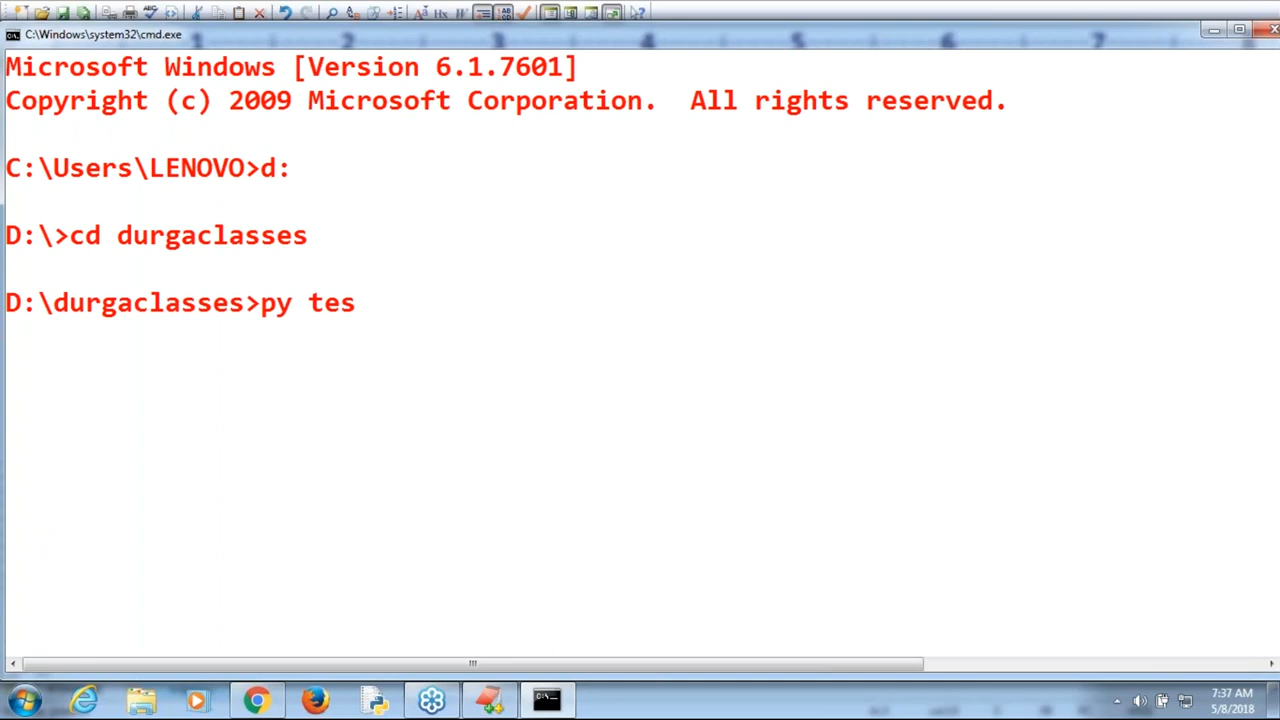 C:\Windows\system32\cmd.exe
Microsoft Windows [Version 6.1.7601]
Copyright (c) 2009 Microsoft Corporation.  All rights reserved.
C:\Users\LENOVO>d:
D:\>cd durgaclasses
D:\durgaclasses>py tes
7:37 AM
5/8/2018